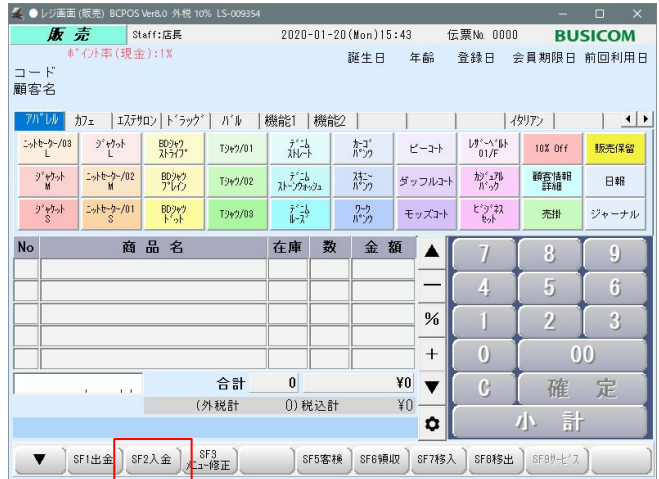 ●レジ画面(販売) BCPOS Ver8.0 外税10% LS-009354
販 売 Staff:店長 2020-01-20(Mon)15:43 伝票№ 0000 BUSICOM
ﾎﾟｲﾝﾄ率(現金):1% 誕生日 年齢 登録日 会員期限日 前回利用日
コード
顧客名
ｱﾊﾟﾚﾙ ｶﾌｪ ｴｽﾃｻﾛﾝ ﾄﾞﾗｯｸﾞ ﾊﾞﾙ 機能1 機能2 ｲﾀﾘｱﾝ
ﾆｯﾄｾｰﾀｰ/03 L ｼﾞｬｹｯﾄ L BDｼｬﾂ ｽﾄﾗｲﾌﾟ Tｼｬﾂ/01 ﾃﾞﾆﾑ ｽﾄﾚｰﾄ ｶｰｺﾞ ﾊﾟﾝﾂ ピーコート ﾚｻﾞｰﾍﾞﾙﾄ 01/F 10% Off 販売保留
ｼﾞｬｹｯﾄ M ﾆｯﾄｾｰﾀｰ/02 M BDｼｬﾂ ﾌﾟﾚｲﾝ Tｼｬﾂ/02 ﾃﾞﾆﾑ ｽﾄｰﾝｳｫｯｼｭ ｽｷﾆｰ ﾊﾟﾝﾂ ダッフルコート ｶｼﾞｭｱﾙ ﾊﾞｯｸ 顧客情報 詳細 日報
ｼﾞｬｹｯﾄ S ﾆｯﾄｾｰﾀｰ/01 S BDｼｬﾂ ﾄﾞｯﾄ Tｼｬﾂ/03 ﾃﾞﾆﾑ ﾙｰｽﾞ ﾜｰｸ ﾊﾟﾝﾂ モッズコート ﾋﾞｼﾞﾈｽ ｾｯﾄ 売掛 ジャーナル
No 商 品 名 在庫 数 金 額 ▲ 7 8 9
― 4 5 6
% 1 2 3
+ 0 00
合計 0 ¥0 ▼ C 確 定
(外税計 0)税込計 ¥0
小 計
▼ SF1出金 SF2入金 SF3 ﾒﾆｭｰ修正 SF5客検 SF6領収 SF7移入 SF8移出 SF9ｻｰﾋﾞｽ